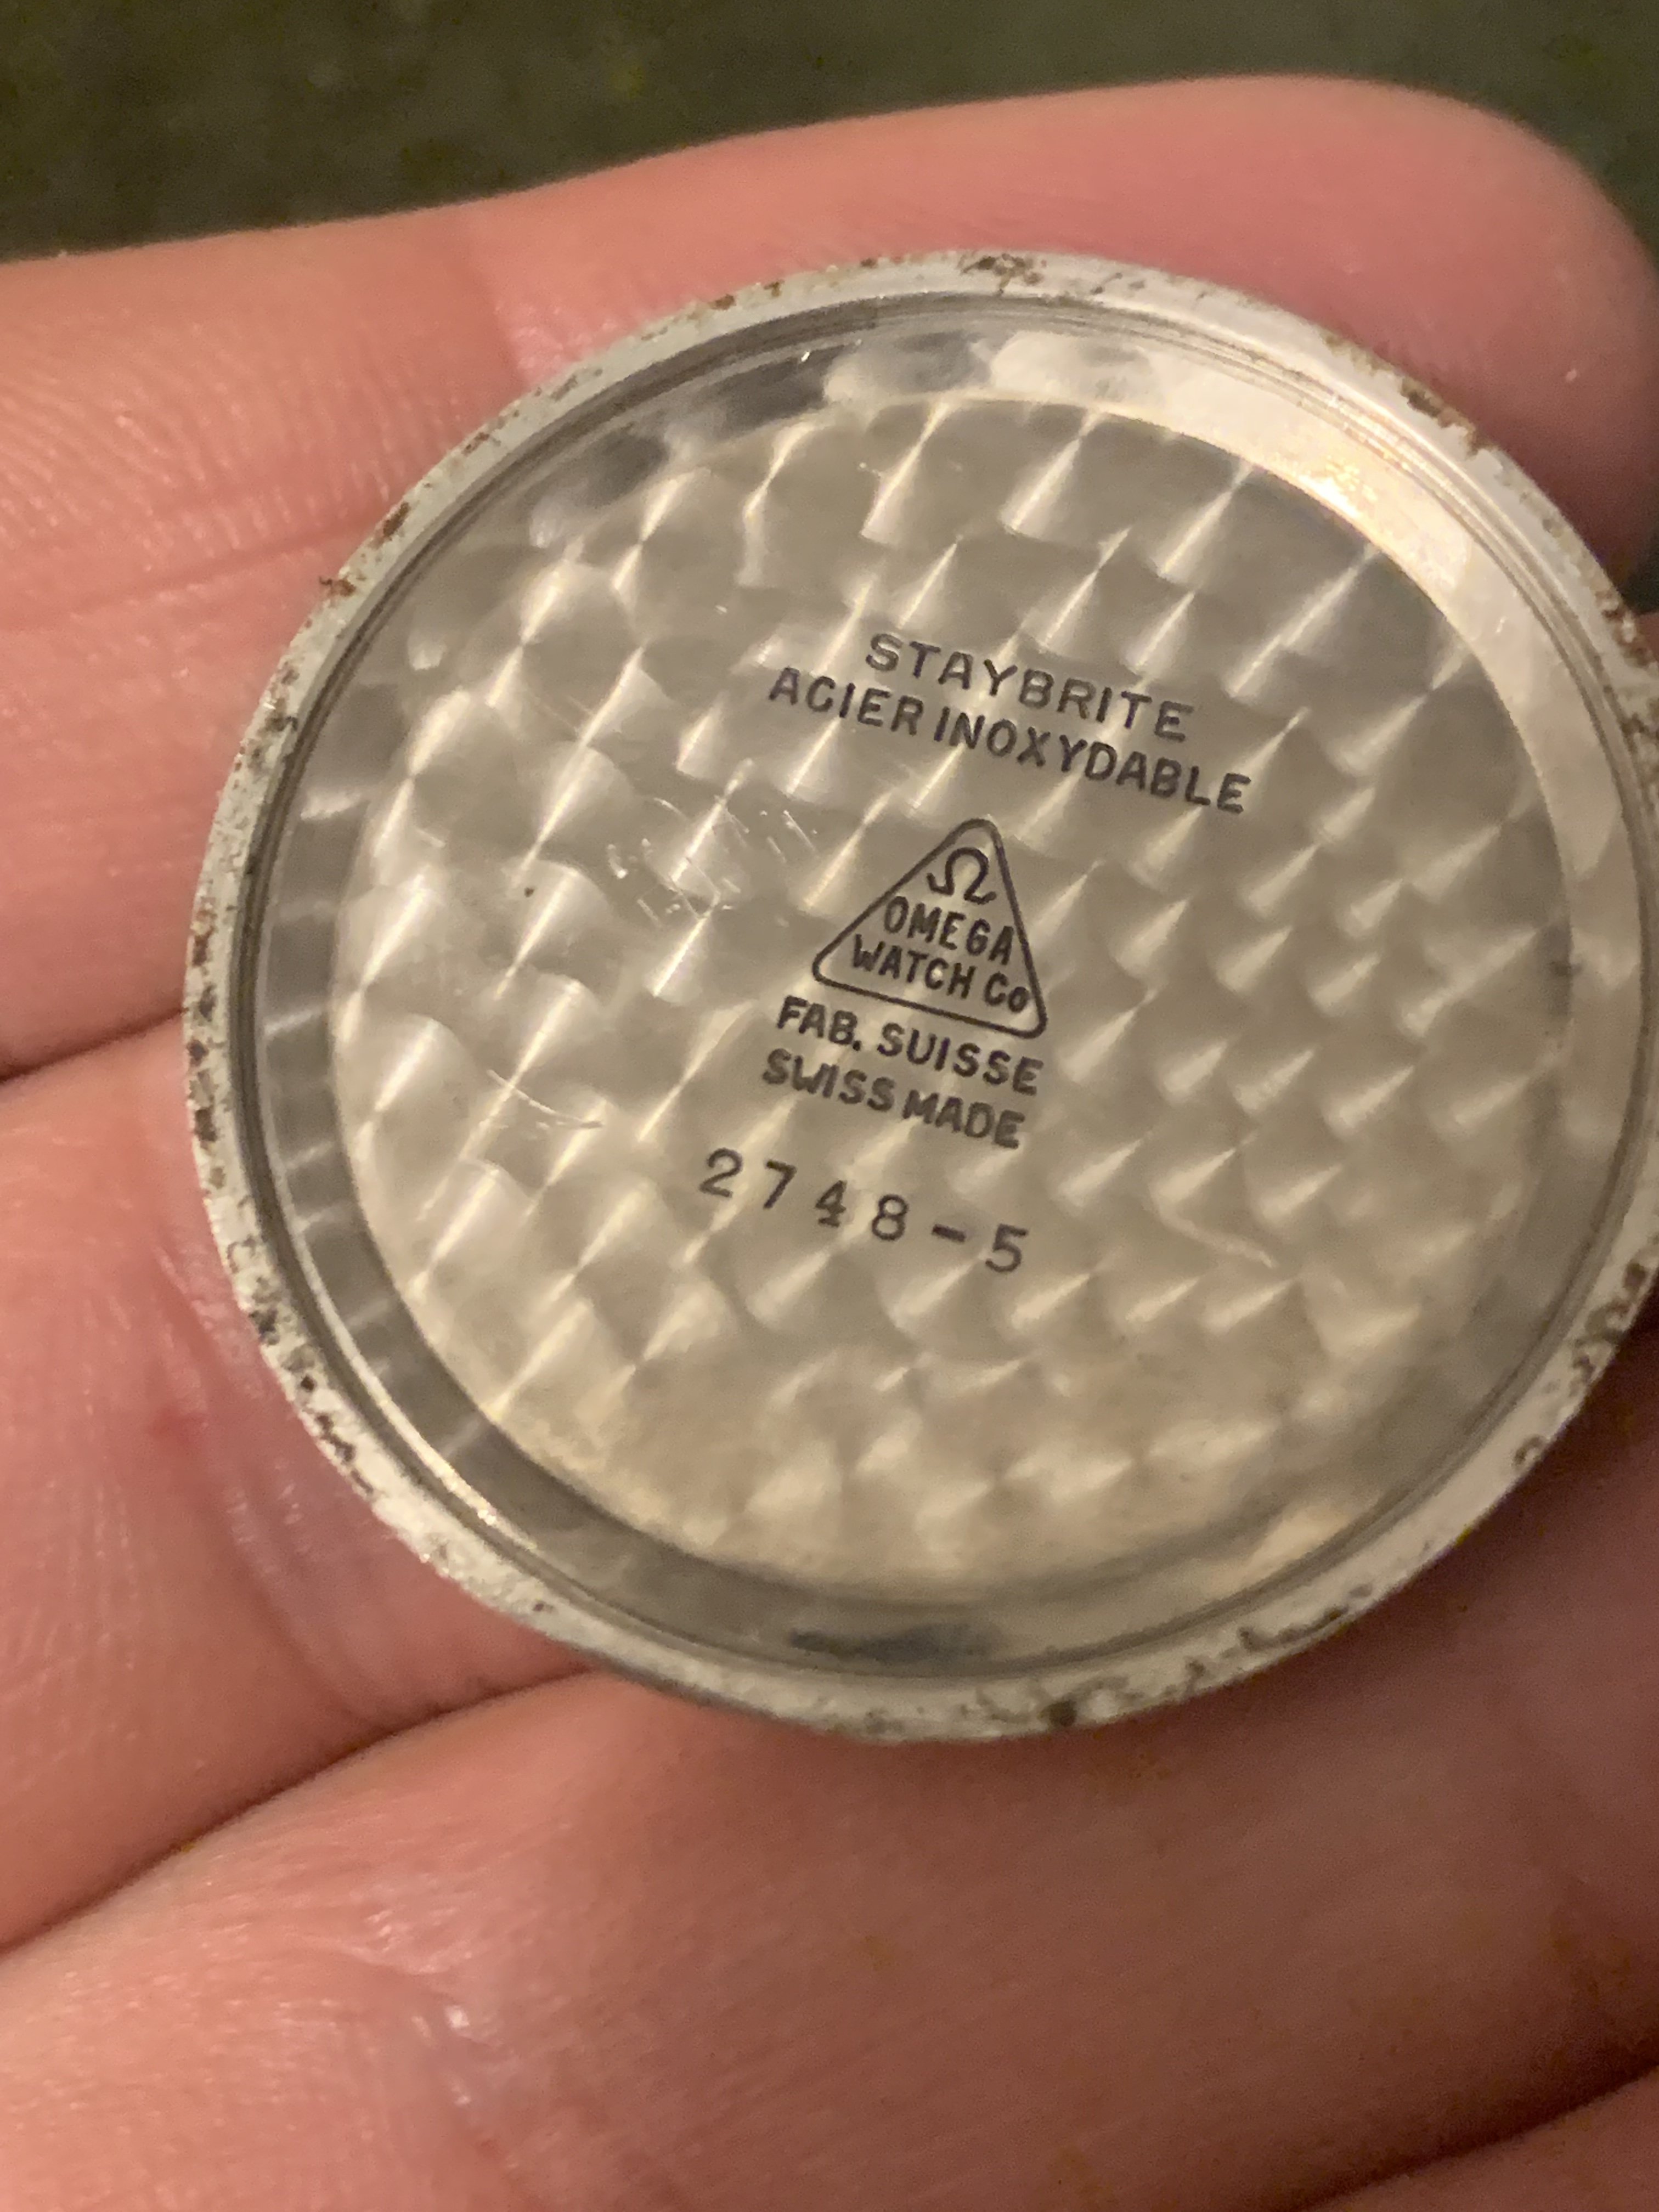 STAYBRITE
ACIER INOXYDABLE
Ω
OMEGA
WATCH Co
FAB. SUISSE
SWISS MADE
2748-5